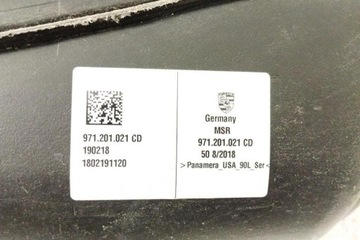 971.201.021 CD
190218
1802191120
Germany
MSR
971.201.021 CD
50 8/2018
>Panamera_USA_90L_Ser<